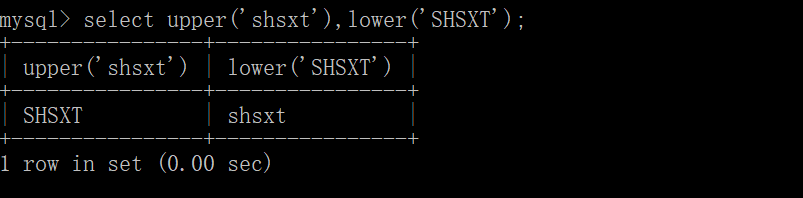 mysql> select upper('shsxt'),lower('SHSXT');
+----------------+----------------+
| upper('shsxt') | lower('SHSXT') |
+----------------+----------------+
| SHSXT          | shsxt          |
+----------------+----------------+
1 row in set (0.00 sec)